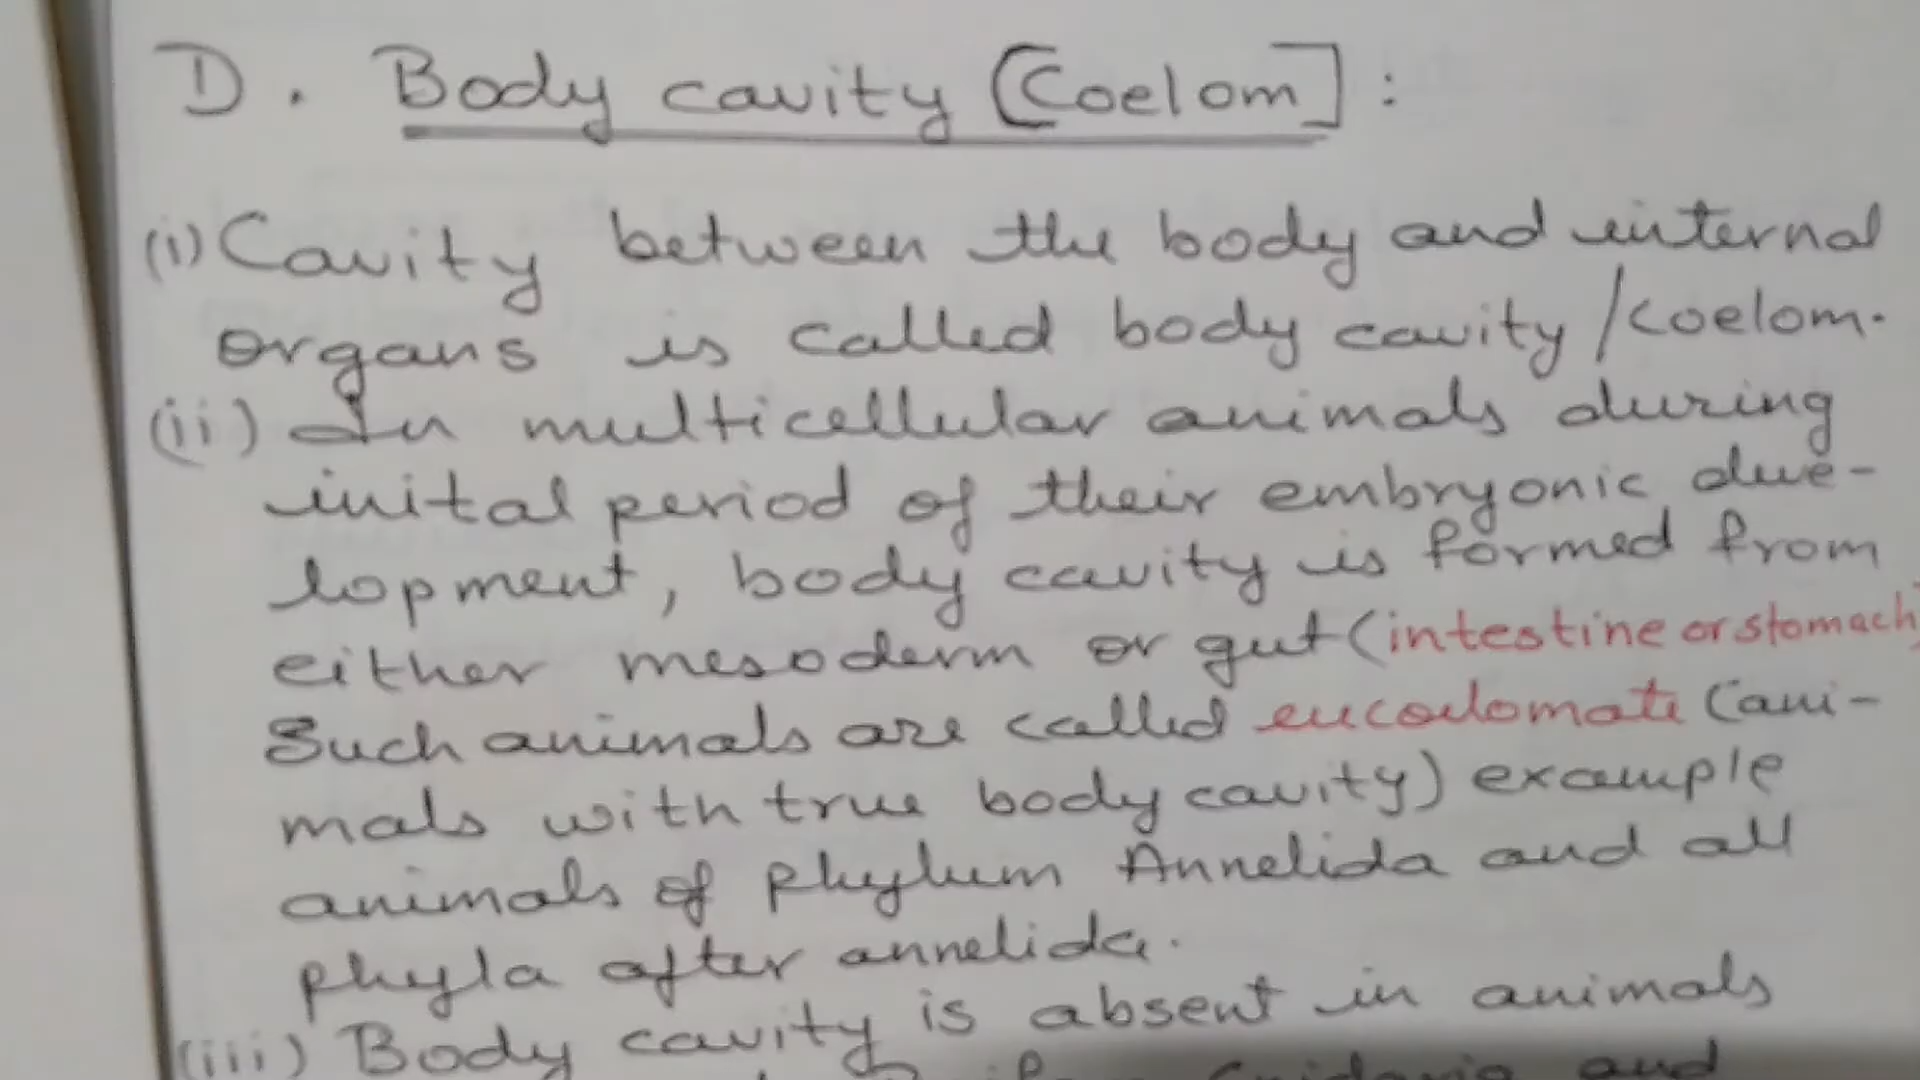 D. Body cavity [Coelom]:
(i) Cavity between the body and internal
organs is called body cavity / coelom.
(ii) In multicellular animals during
inital period of their embryonic deve-
lopment, body cavity is formed from
either mesoderm or gut (intestine or stomach)
Such animals are called eucoelomate (ani-
mals with true body cavity) example
animals of phylum Annelida and all
phyla after annelida.
(iii) Body cavity is absent in animals
and